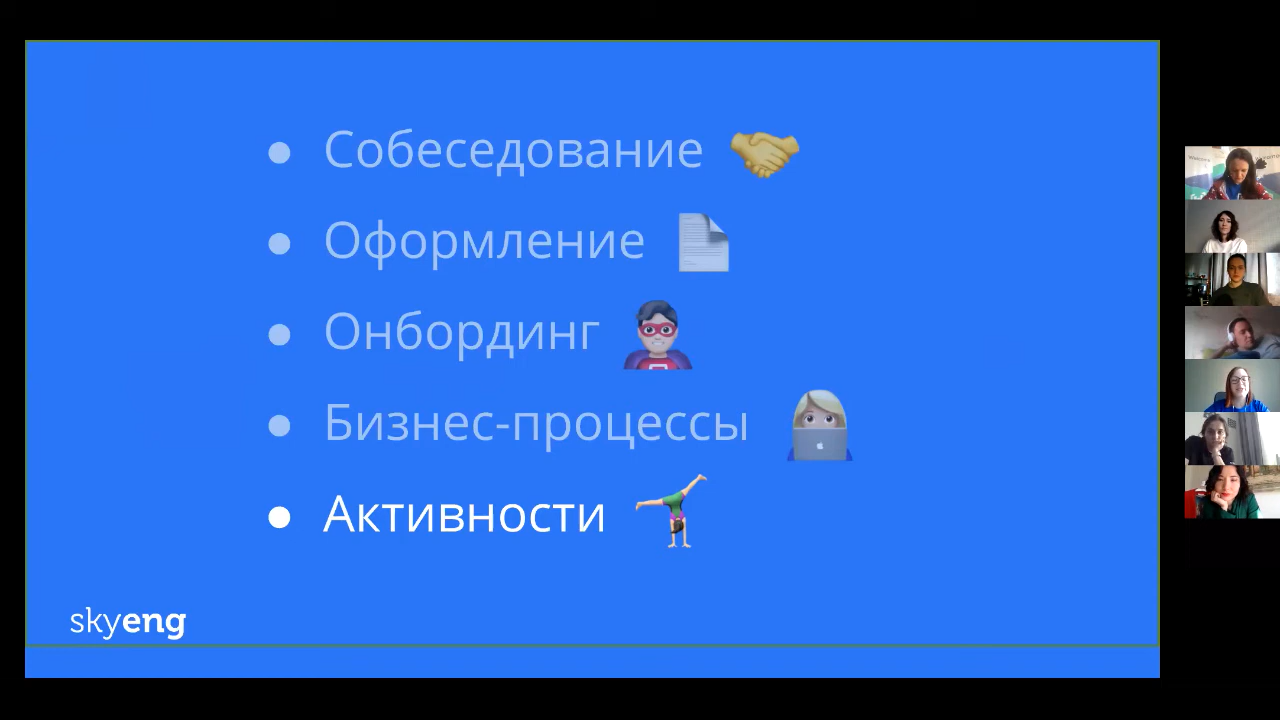 Собеседование
Оформление
Онбординг
Бизнес-процессы
Активности
skyeng